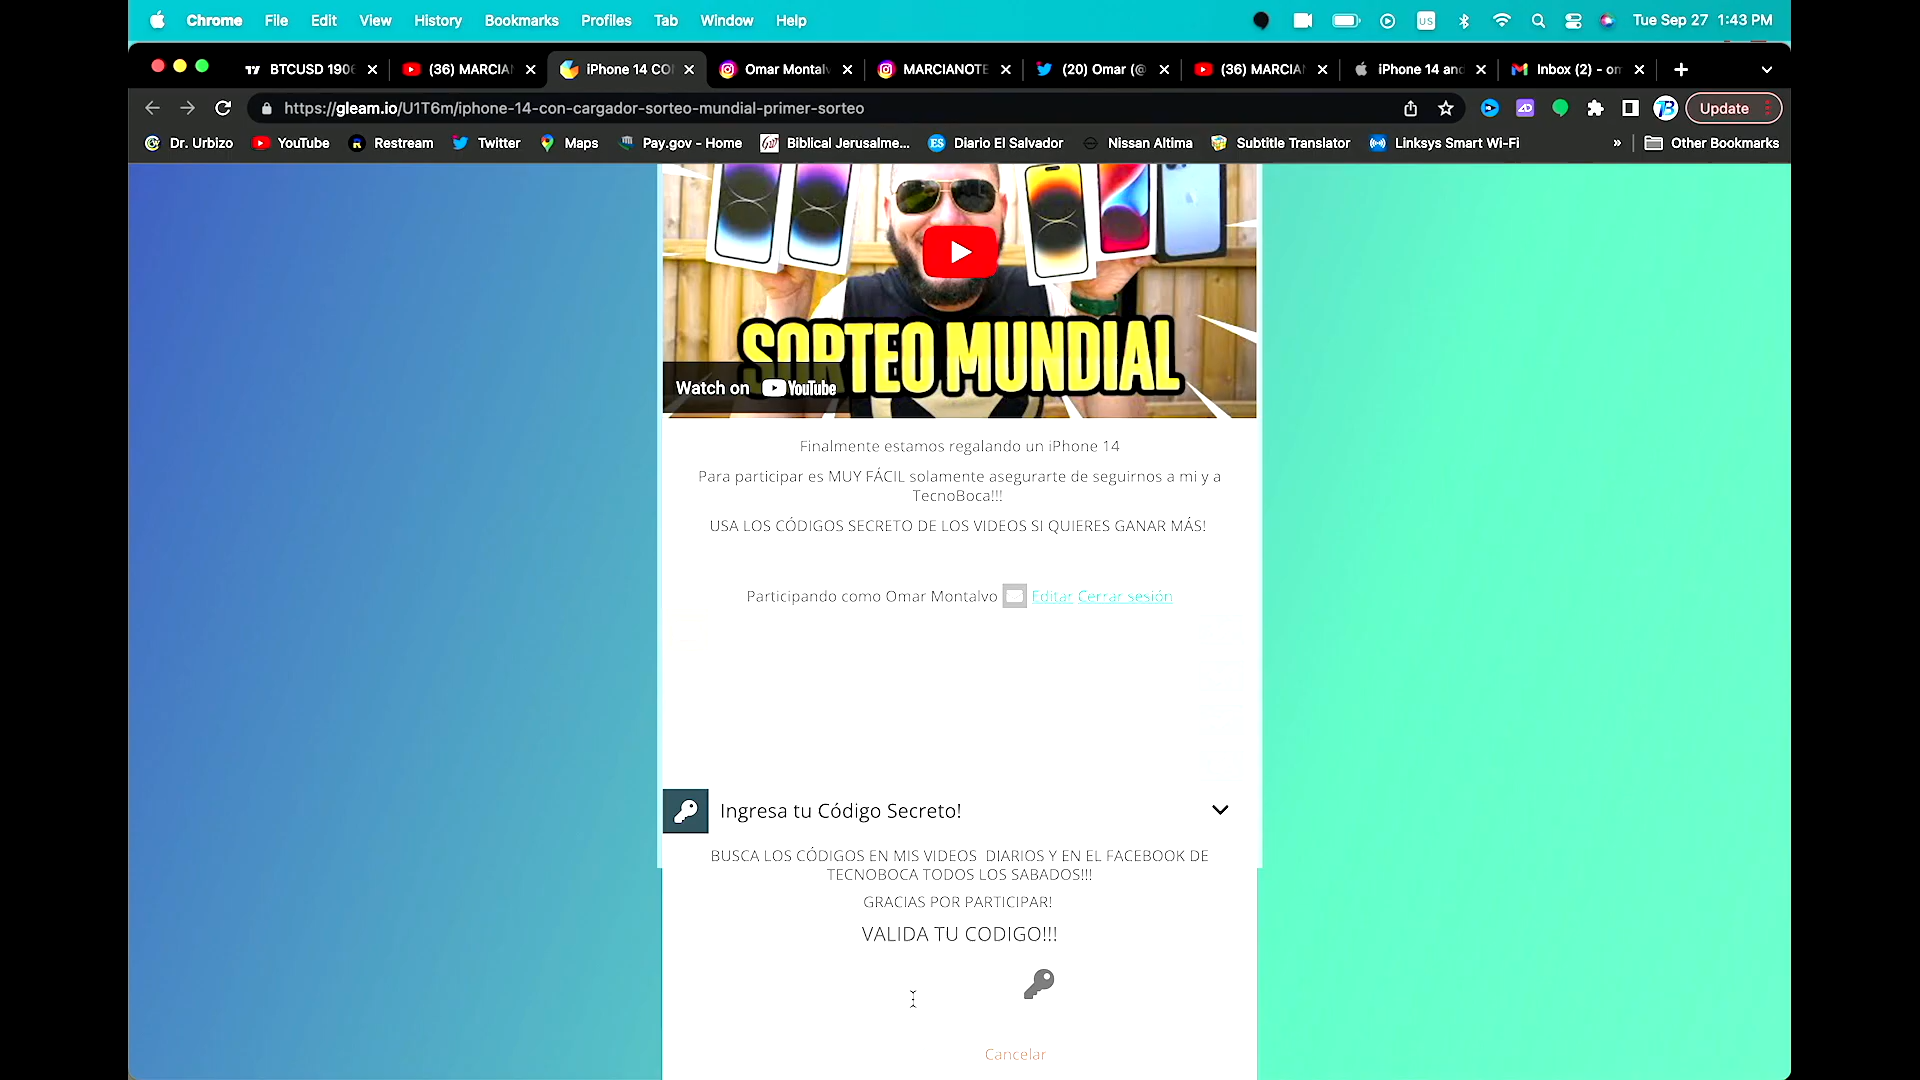 Chrome File Edit View History Bookmarks Profiles Tab Window Help US Tue Sep 27 1:43 PM
BTCUSD 1906 (36) MARCIAN iPhone 14 CO Omar Montalv MARCIANOTE (20) Omar (@ (36) MARCIA iPhone 14 and Inbox (2) - om
https://gleam.io/U1T6m/iphone-14-con-cargador-sorteo-mundial-primer-sorteo Update
Dr. Urbizo YouTube Restream Twitter Maps Pay.gov - Home Biblical Jerusalme... ES Diario El Salvador Nissan Altima Subtitle Translator Linksys Smart Wi-Fi » Other Bookmarks
SORTEO MUNDIAL
Watch on YouTube
Finalmente estamos regalando un iPhone 14
Para participar es MUY FÁCIL solamente asegurarte de seguirnos a mi y a
TecnoBoca!!!
USA LOS CÓDIGOS SECRETO DE LOS VIDEOS SI QUIERES GANAR MÁS!
Participando como Omar Montalvo Editar Cerrar sesión
Ingresa tu Código Secreto!
BUSCA LOS CÓDIGOS EN MIS VIDEOS DIARIOS Y EN EL FACEBOOK DE
TECNOBOCA TODOS LOS SABADOS!!!
GRACIAS POR PARTICIPAR!
VALIDA TU CODIGO!!!
Cancelar